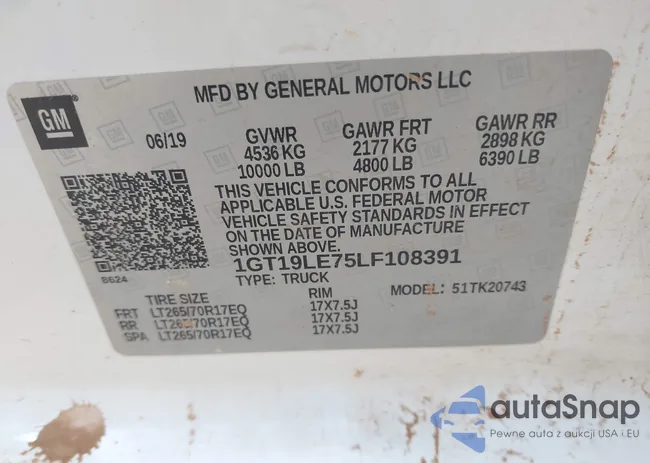 MFD BY GENERAL MOTORS LLC
GM
06/19
GVWR GAWR FRT GAWR RR
4536 KG 2177 KG 2898 KG
10000 LB 4800 LB 6390 LB
THIS VEHICLE CONFORMS TO ALL
APPLICABLE U.S. FEDERAL MOTOR
VEHICLE SAFETY STANDARDS IN EFFECT
ON THE DATE OF MANUFACTURE
SHOWN ABOVE.
1GT19LE75LF108391
8624
TYPE: TRUCK MODEL: 51TK20743
TIRE SIZE RIM
FRT LT265/70R17EQ 17X7.5J
RR LT265/70R17EQ 17X7.5J
SPA LT265/70R17EQ 17X7.5J
autaSnap
Pewne auta z aukcji USA i EU